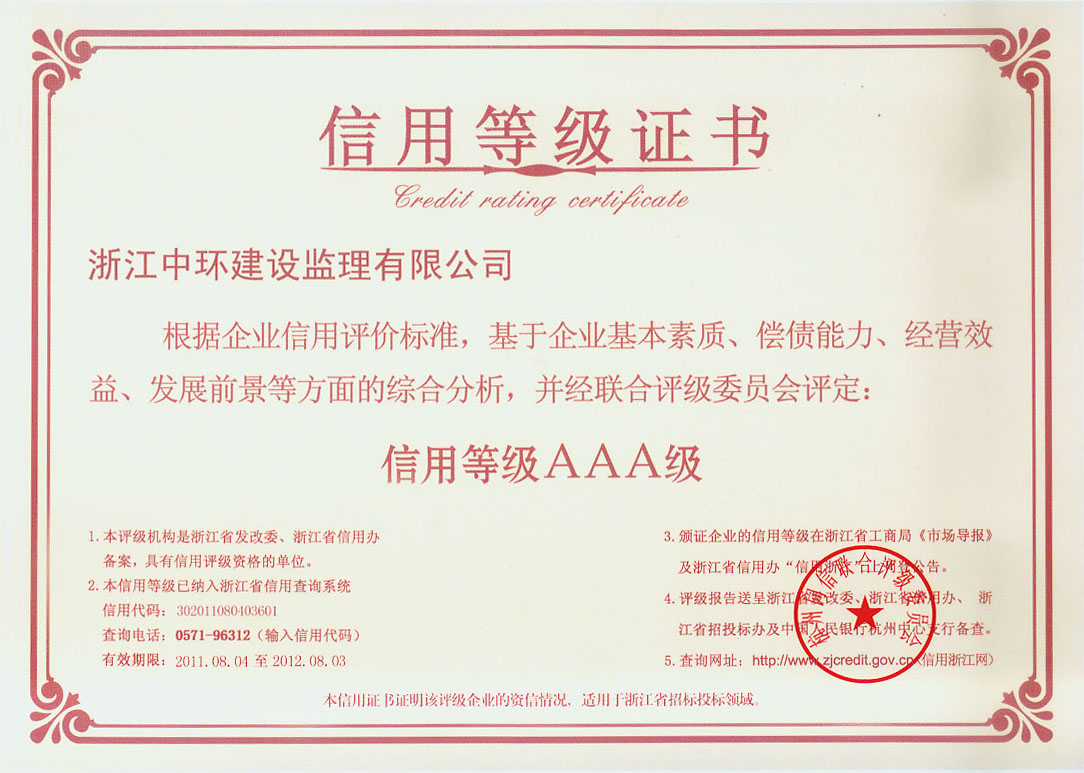 信用等级证书
Credit rating certificate
浙江中环建设监理有限公司
根据企业信用评价标准，基于企业基本素质、偿债能力、经营效
益、发展前景等方面的综合分析，并经联合评级委员会评定：
信用等级AAA级
1. 本评级机构是浙江省发改委、浙江省信用办
备案，具有信用评级资格的单位。
2. 本信用等级已纳入浙江省信用查询系统
信用代码：302011080403601
查询电话：0571-96312（输入信用代码）
有效期限：2011.08.04 至 2012.08.03
3. 颁证企业的信用等级在浙江省工商局《市场导报》
及浙江省信用办“信用浙江”上刊登公告。
4. 评级报告送呈浙江省发改委、浙江省信用办、浙
江省招投标办及中国人民银行杭州中心支行备查。
5. 查询网址：http://www.zjcredit.gov.cn（信用浙江网）
联合评级委员会
本信用证书证明该评级企业的资信情况，适用于浙江省招标投标领域。